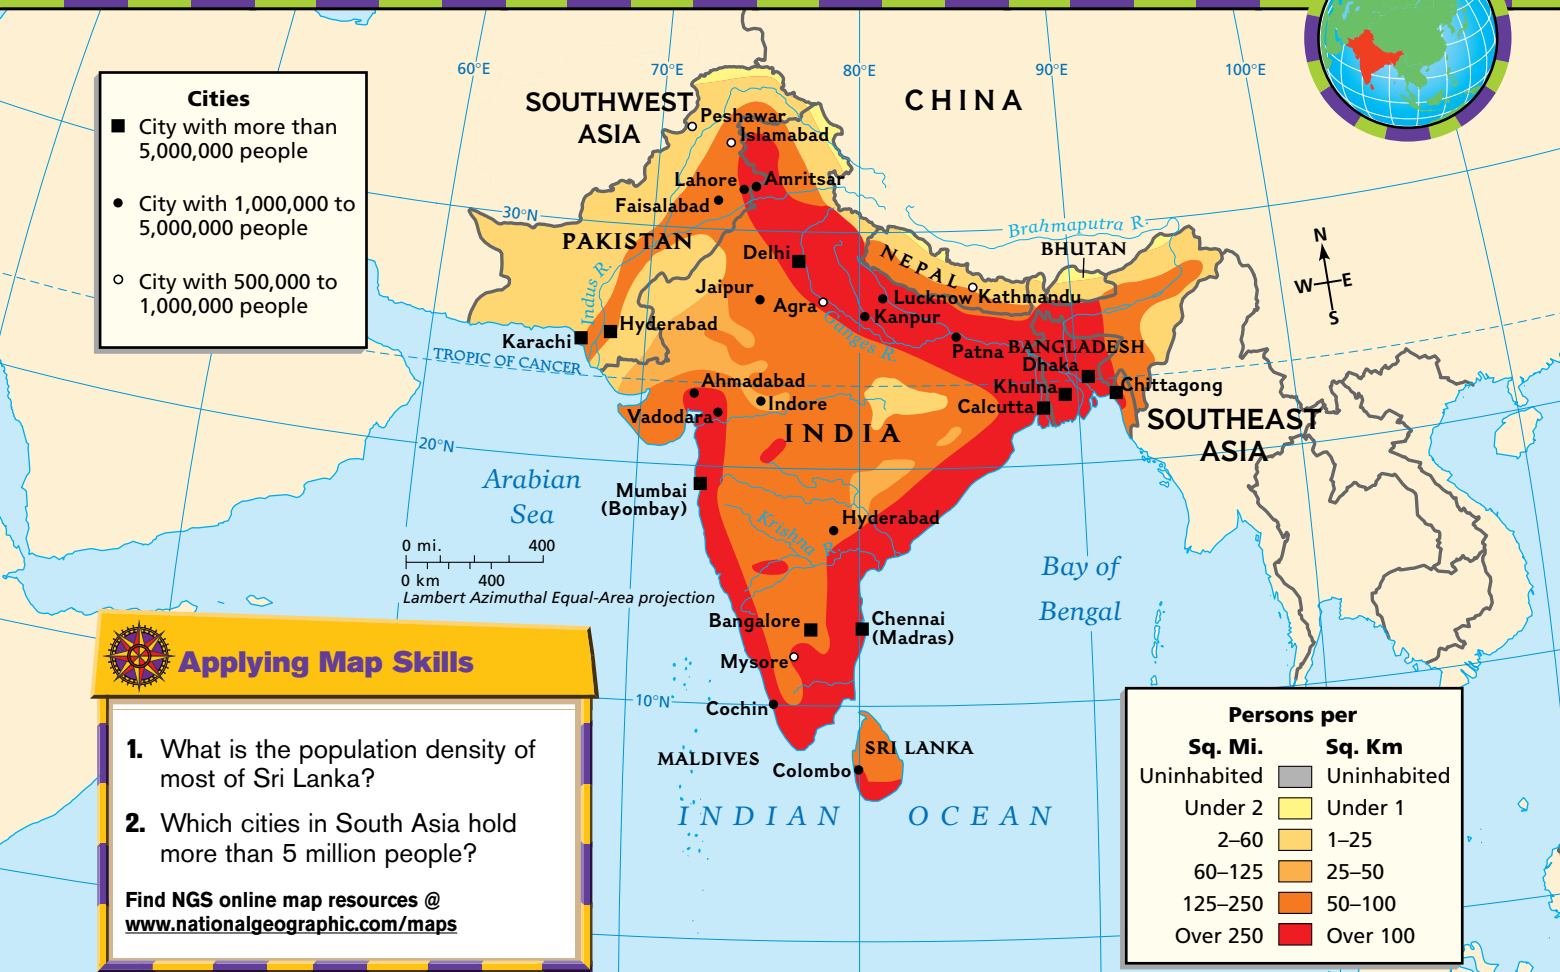 60°E
70°E
80°E
90°E
100°E
Cities
City with more than
5,000,000 people
City with 1,000,000 to
5,000,000 people
City with 500,000 to
1,000,000 people
SOUTHWEST
ASIA
CHINA
Peshawar
Islamabad
Lahore
Amritsar
Faisalabad
30°N
PAKISTAN
Brahmaputra R.
BHUTAN
N
W
E
S
Delhi
NEPAL
Indus R.
Jaipur
Agra
Lucknow
Kathmandu
Kanpur
Hyderabad
Karachi
Ganges R.
Patna
BANGLADESH
TROPIC OF CANCER
Dhaka
Ahmadabad
Khulna
Chittagong
Indore
Calcutta
Vadodara
INDIA
SOUTHEAST
ASIA
20°N
Arabian
Sea
Mumbai
(Bombay)
Krishna R.
Hyderabad
0 mi.
400
0 km
400
Lambert Azimuthal Equal-Area projection
Bay of
Bengal
Bangalore
Chennai
(Madras)
Mysore
10°N
Cochin
MALDIVES
SRI LANKA
Colombo
INDIAN OCEAN
Applying Map Skills
1. What is the population density of
most of Sri Lanka?
2. Which cities in South Asia hold
more than 5 million people?
Find NGS online map resources @
www.nationalgeographic.com/maps
Persons per
Sq. Mi. Sq. Km
Uninhabited Uninhabited
Under 2 Under 1
2–60 1–25
60–125 25–50
125–250 50–100
Over 250 Over 100